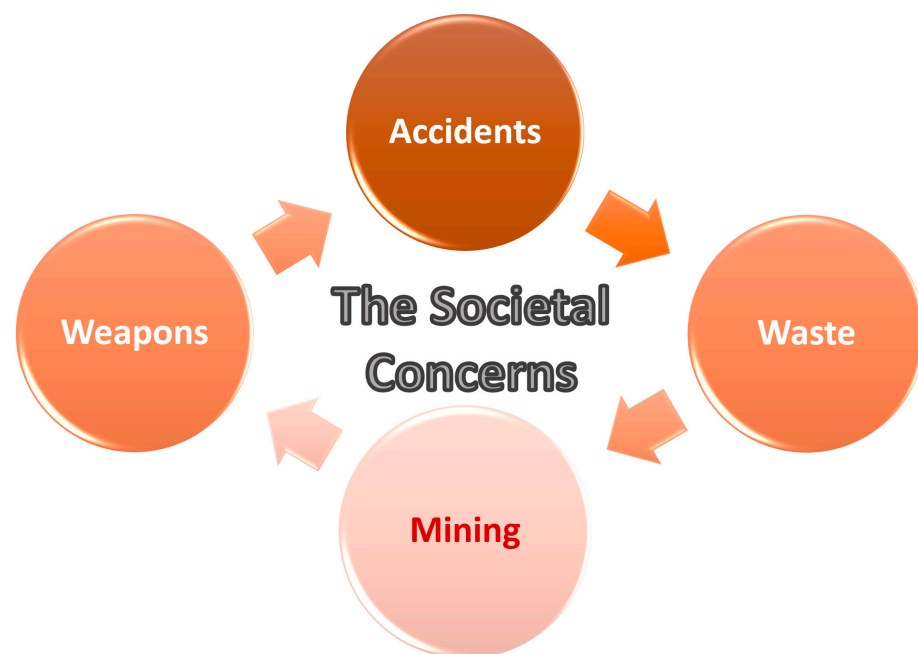 Accidents
The Societal
Concerns
Weapons
Waste
Mining